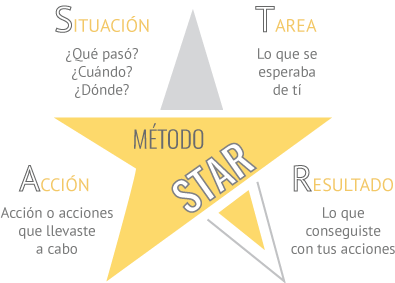 SITUACIÓN
¿Qué pasó?
¿Cuándo?
¿Dónde?
TAREA
Lo que se
esperaba
de tí
MÉTODO
STAR
ACCIÓN
Acción o acciones
que llevaste
a cabo
RESULTADO
Lo que
conseguiste
con tus acciones